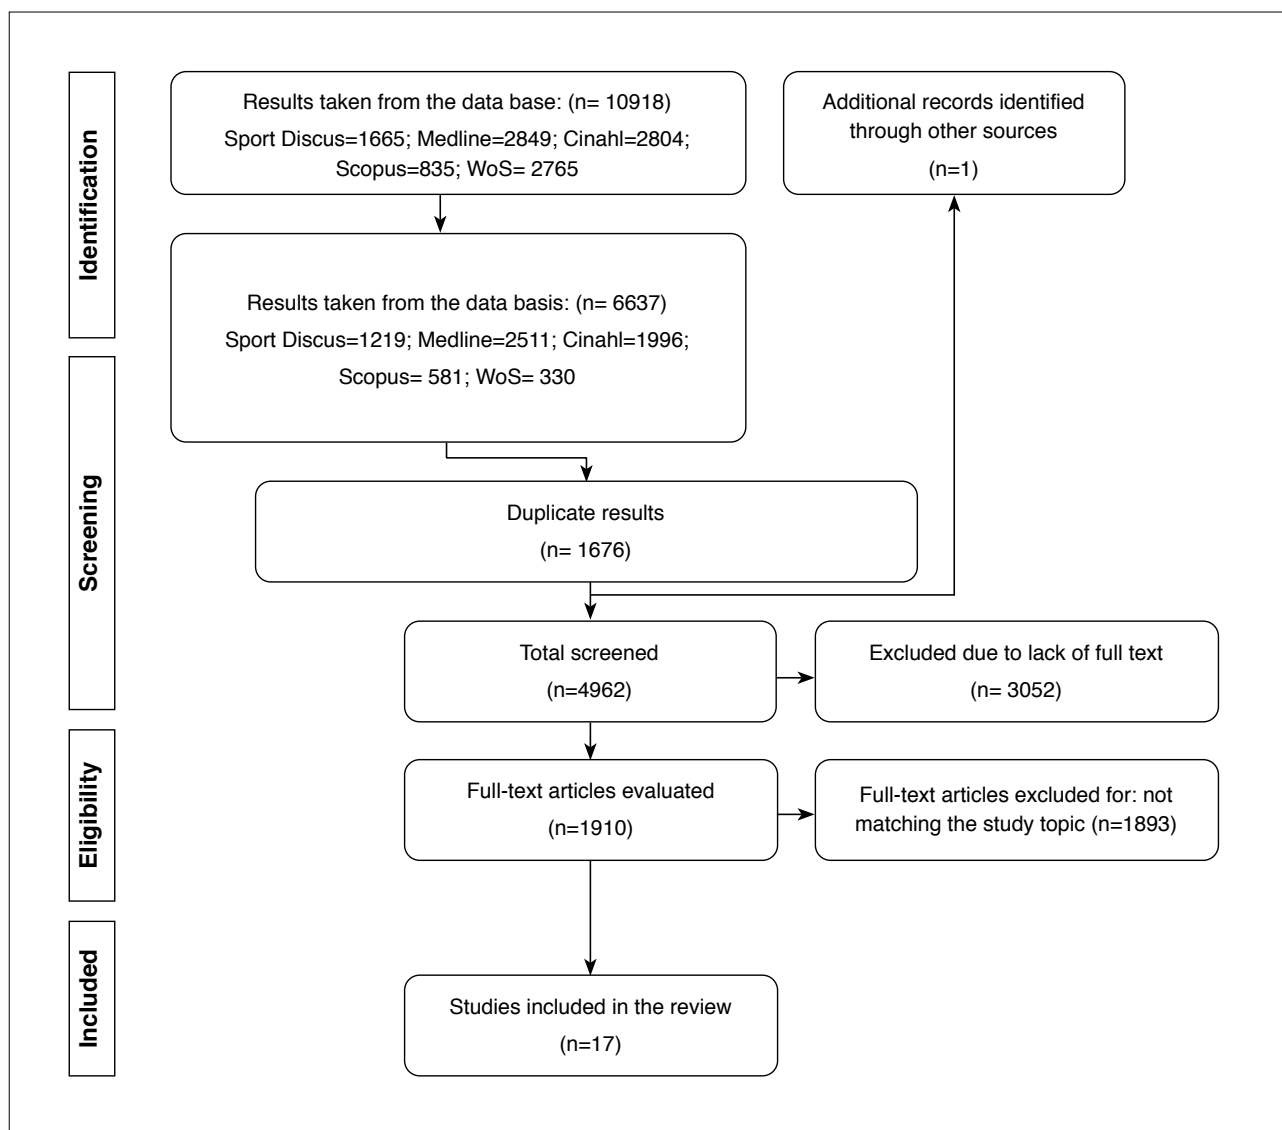 Identification
Results taken from the data base: (n= 10918)
Sport Discus=1665; Medline=2849; Cinahl=2804;
Scopus=835; WoS= 2765
Additional records identified
through other sources
(n=1)
Results taken from the data basis: (n= 6637)
Sport Discus=1219; Medline=2511; Cinahl=1996;
Scopus= 581; WoS= 330
Screening
Duplicate results
(n= 1676)
Total screened
(n=4962)
Excluded due to lack of full text
(n= 3052)
Eligibility
Full-text articles evaluated
(n=1910)
Full-text articles excluded for: not
matching the study topic (n=1893)
Included
Studies included in the review
(n=17)